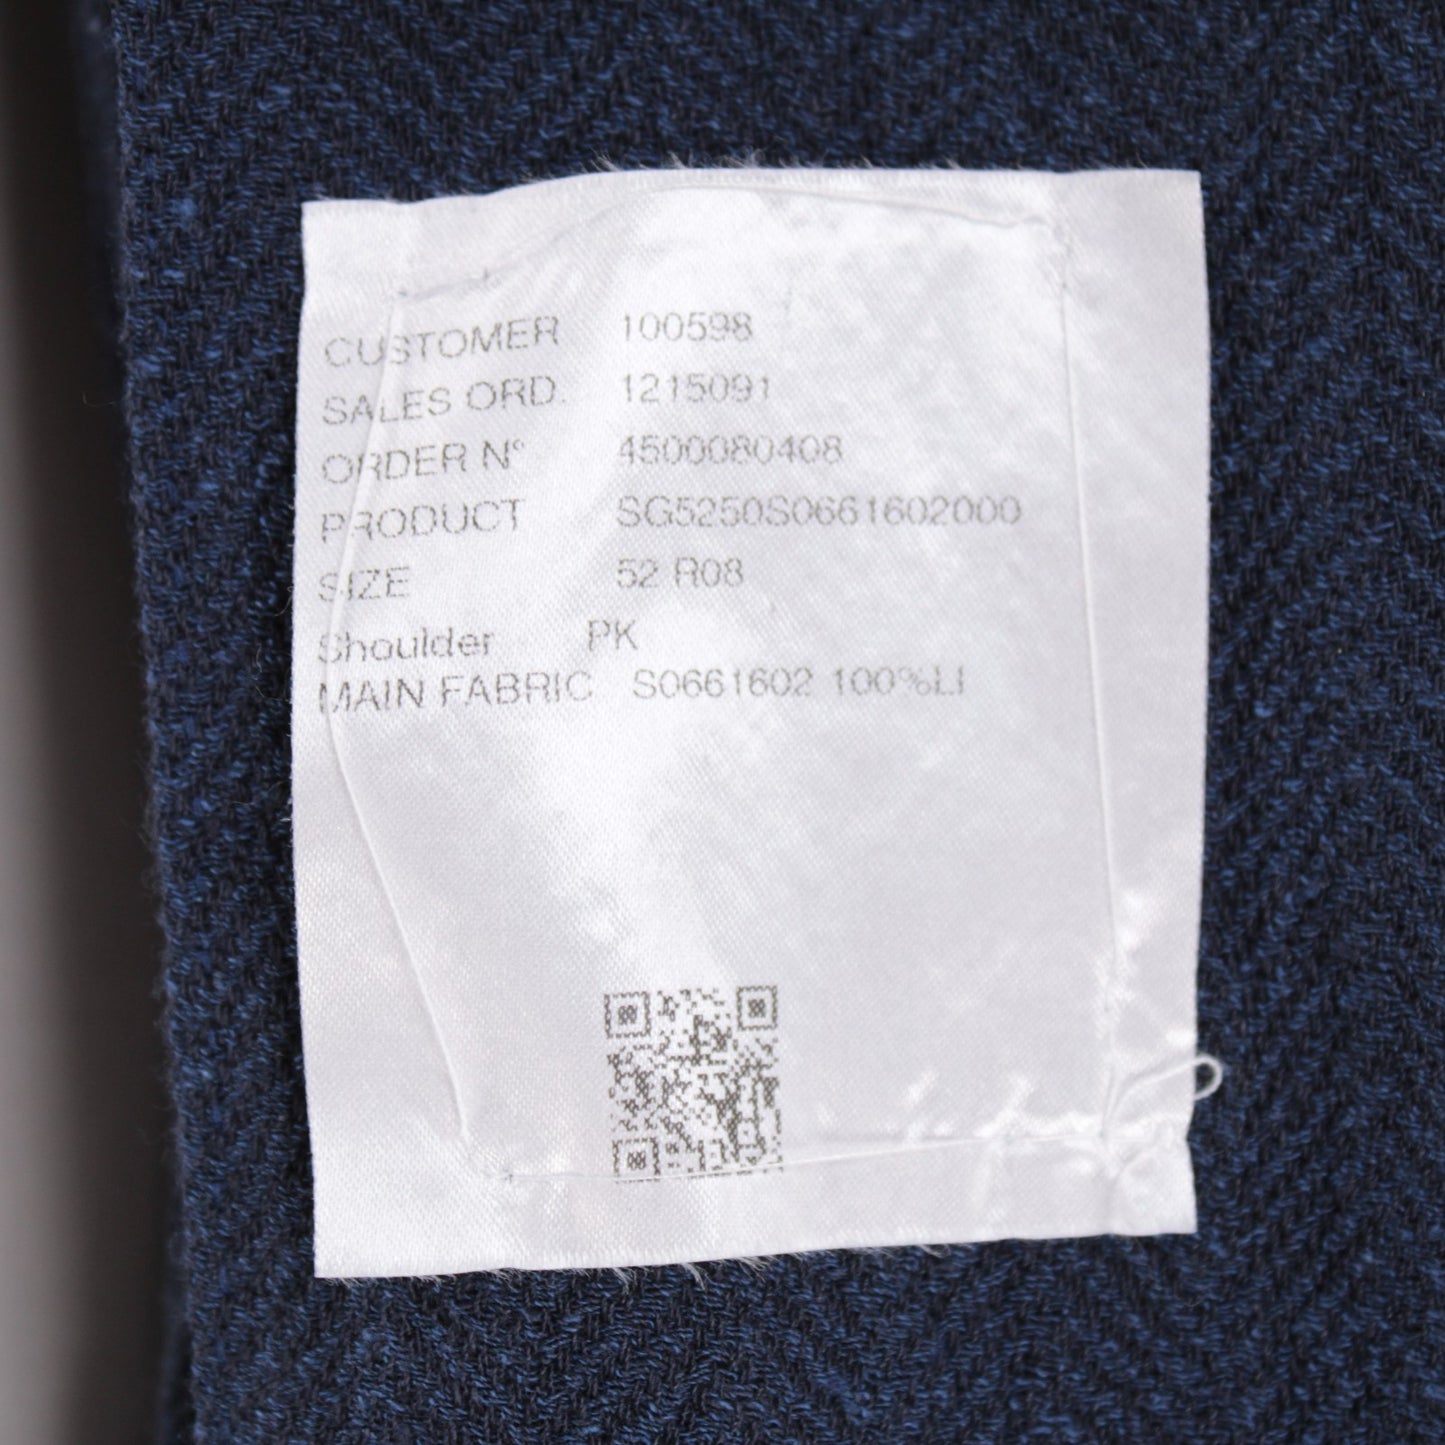 CUSTOMER 100598
SALES ORD. 1215091
ORDER N° 4500080408
PRODUCT SG5250S0661602000
SIZE 52 R08
Shoulder PK
MAIN FABRIC S0661602 100%LI